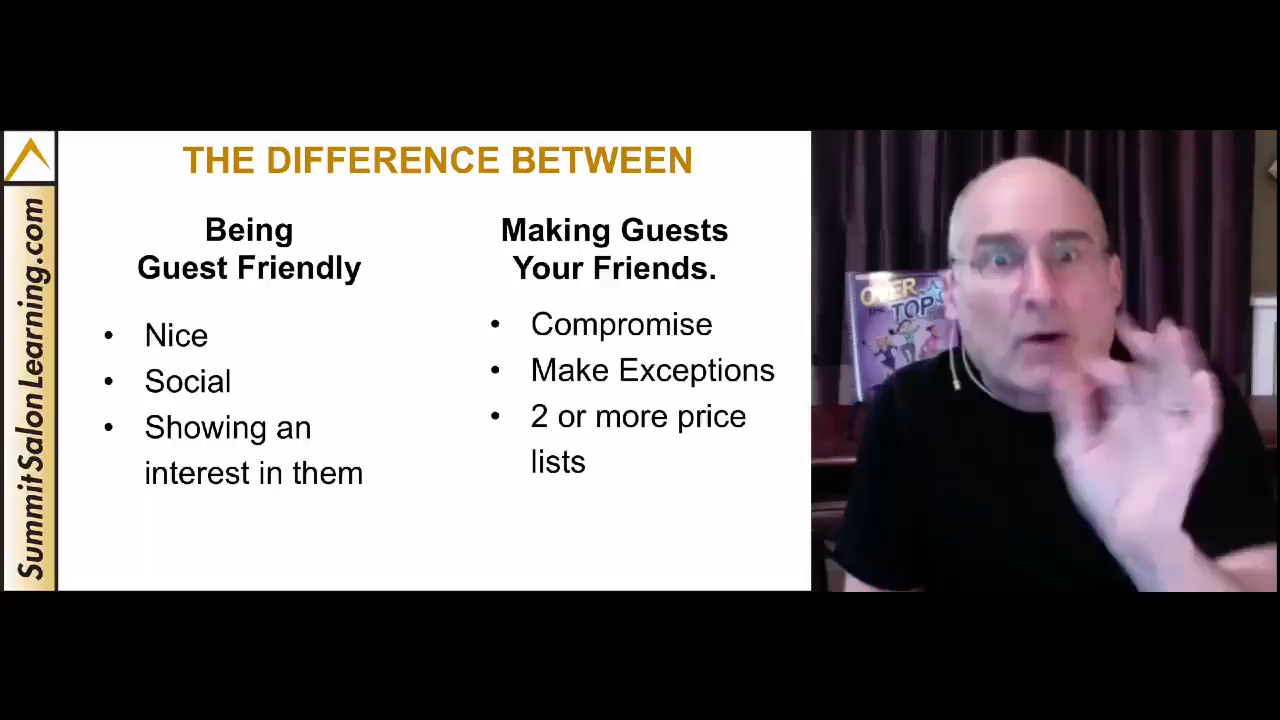 SummitSalonLearning.com
THE DIFFERENCE BETWEEN
Being
Guest Friendly
• Nice
• Social
• Showing an
interest in them
Making Guests
Your Friends.
• Compromise
• Make Exceptions
• 2 or more price
lists
OVER
TOP